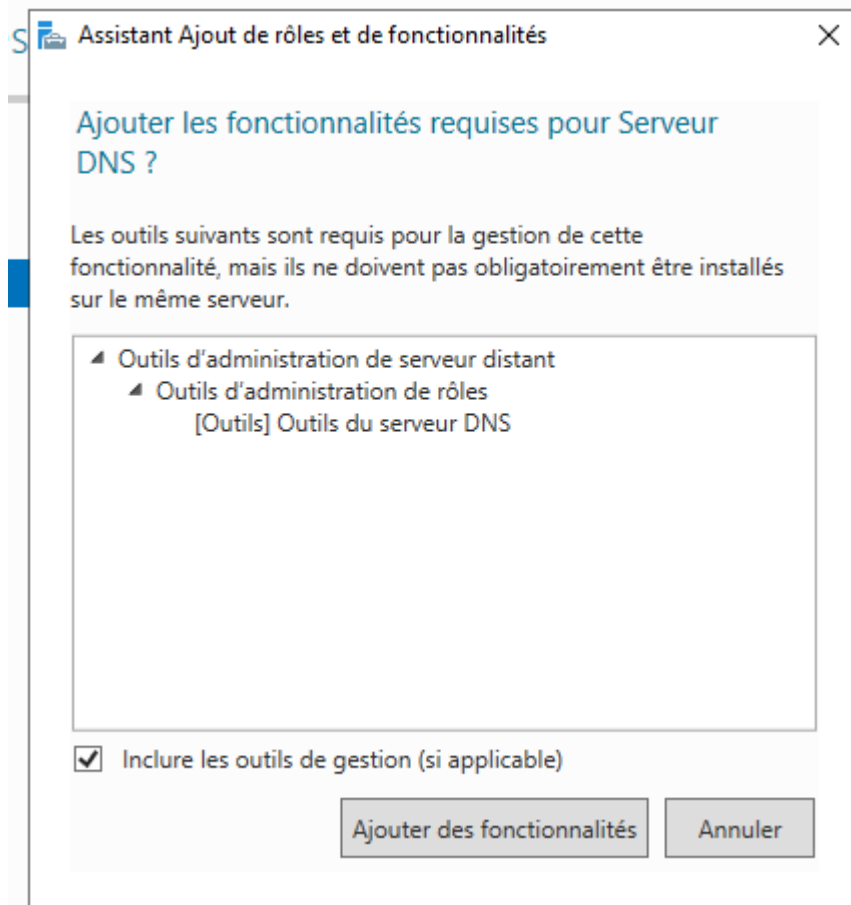 S
Assistant Ajout de rôles et de fonctionnalités
Ajouter les fonctionnalités requises pour Serveur
DNS ?
Les outils suivants sont requis pour la gestion de cette
fonctionnalité, mais ils ne doivent pas obligatoirement être installés
sur le même serveur.
Outils d’administration de serveur distant
Outils d’administration de rôles
[Outils] Outils du serveur DNS
Inclure les outils de gestion (si applicable)
Ajouter des fonctionnalités
Annuler